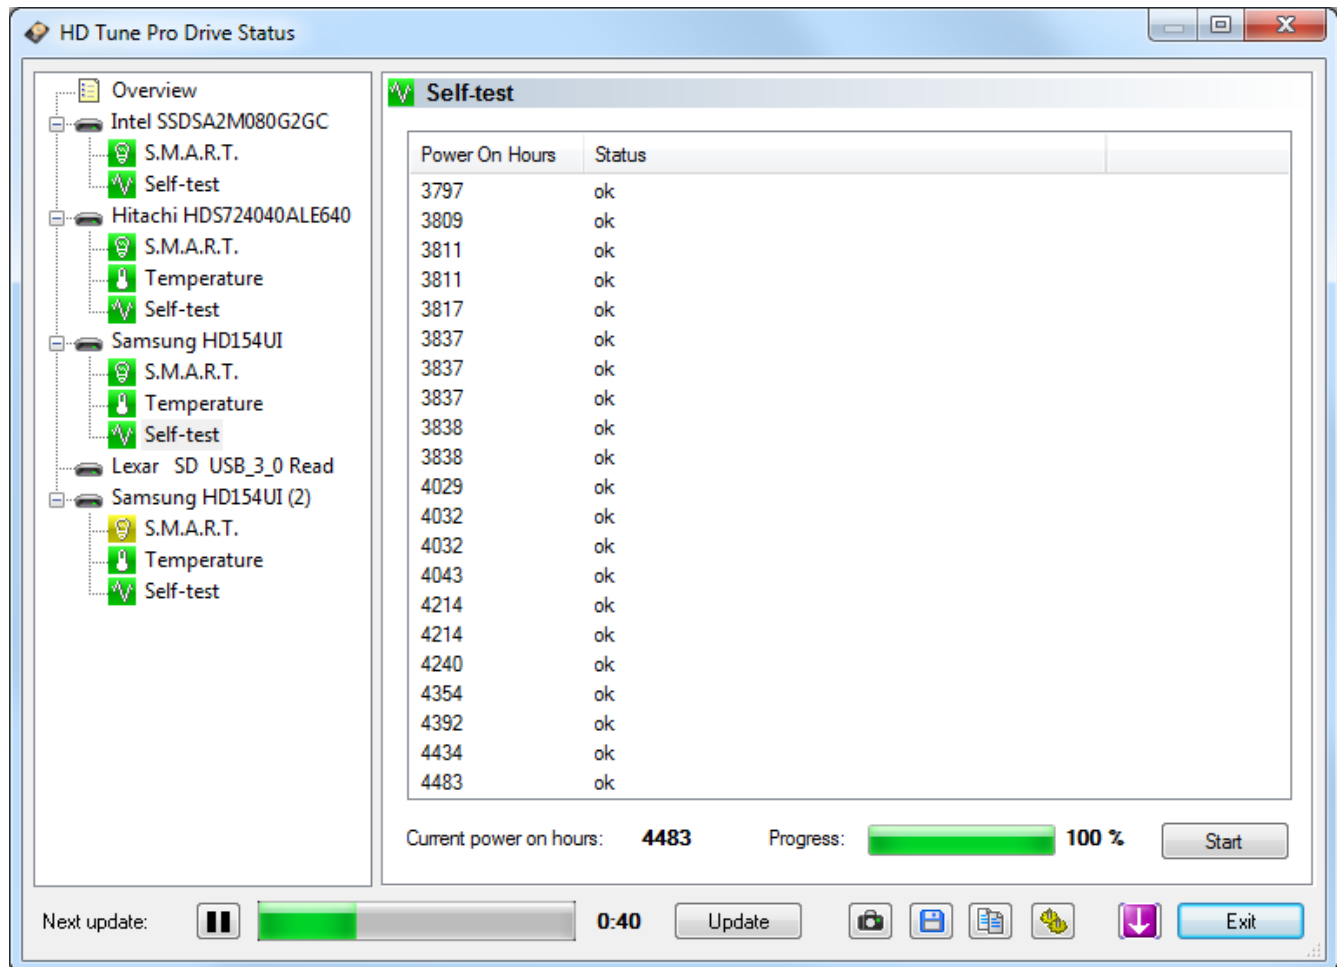 HD Tune Pro Drive Status
Overview
Intel SSDSA2M080G2GC
S.M.A.R.T.
Self-test
Hitachi HDS724040ALE640
S.M.A.R.T.
Temperature
Self-test
Samsung HD154UI
S.M.A.R.T.
Temperature
Self-test
Lexar SD USB_3_0 Read
Samsung HD154UI (2)
S.M.A.R.T.
Temperature
Self-test
Self-test
Power On Hours Status
3797 ok
3809 ok
3811 ok
3811 ok
3817 ok
3837 ok
3837 ok
3837 ok
3838 ok
3838 ok
4029 ok
4032 ok
4032 ok
4043 ok
4214 ok
4214 ok
4240 ok
4354 ok
4392 ok
4434 ok
4483 ok
Current power on hours: 4483 Progress: 100 % Start
Next update: 0:40 Update Exit